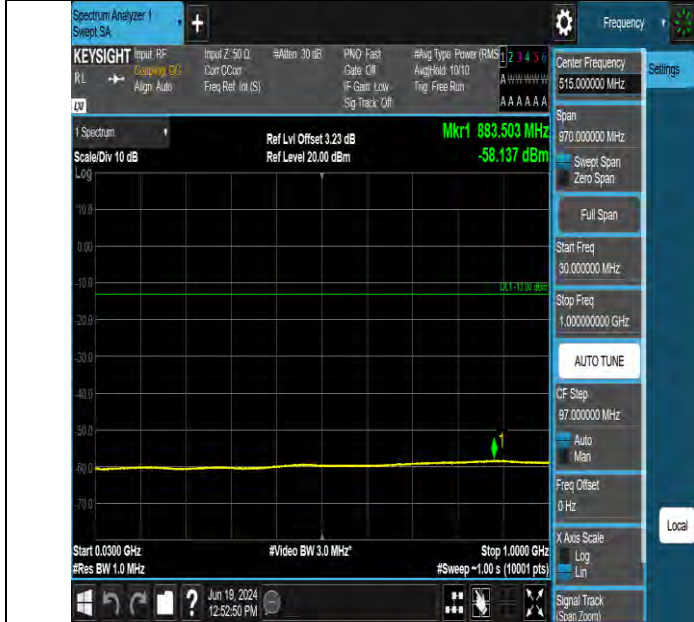 Spectrum Analyzer 1
Swept SA
+
Frequency
KEYSIGHT
RL
LXI
Input: RF
Coupling: DC
Align: Auto
Input Z: 50 Ω
Corr CCorr
Freq Ref: Int (S)
#Atten: 30 dB
PNO: Fast
Gate: Off
IF Gain: Low
Sig Track: Off
#Avg Type: Power (RMS
Avg|Hold: 10/10
Trig: Free Run
1 2 3 4 5 6
A W W W W W
A A A A A A
1 Spectrum
Scale/Div 10 dB
Log
Ref Lvl Offset 3.23 dB
Ref Level 20.00 dBm
Mkr1 883.503 MHz
-58.137 dBm
10.0
0.00
-10.0
-20.0
-30.0
-40.0
-50.0
-60.0
-70.0
DL1 -13.00 dBm
1
Start 0.0300 GHz
#Res BW 1.0 MHz
#Video BW 3.0 MHz*
Stop 1.0000 GHz
#Sweep ~1.00 s (10001 pts)
Jun 19, 2024
12:52:50 PM
?
Center Frequency
515.000000 MHz
Span
970.000000 MHz
Swept Span
Zero Span
Full Span
Start Freq
30.000000 MHz
Stop Freq
1.000000000 GHz
AUTO TUNE
CF Step
97.000000 MHz
Auto
Man
Freq Offset
0 Hz
X Axis Scale
Log
Lin
Signal Track
(Span Zoom)
Settings
Local